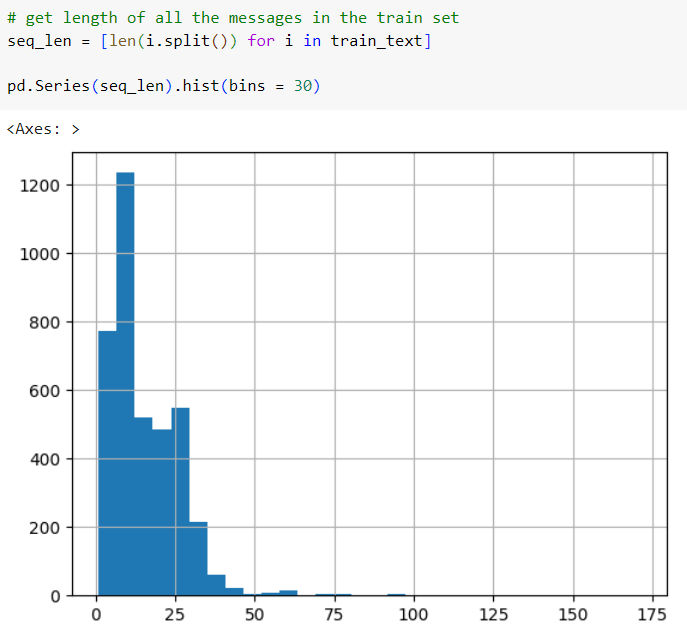 # get length of all the messages in the train set
seq_len = [len(i.split()) for i in train_text]
pd.Series(seq_len).hist(bins = 30)
<Axes: >
1200
1000
800
600
400
200
0
0 25 50 75 100 125 150 175